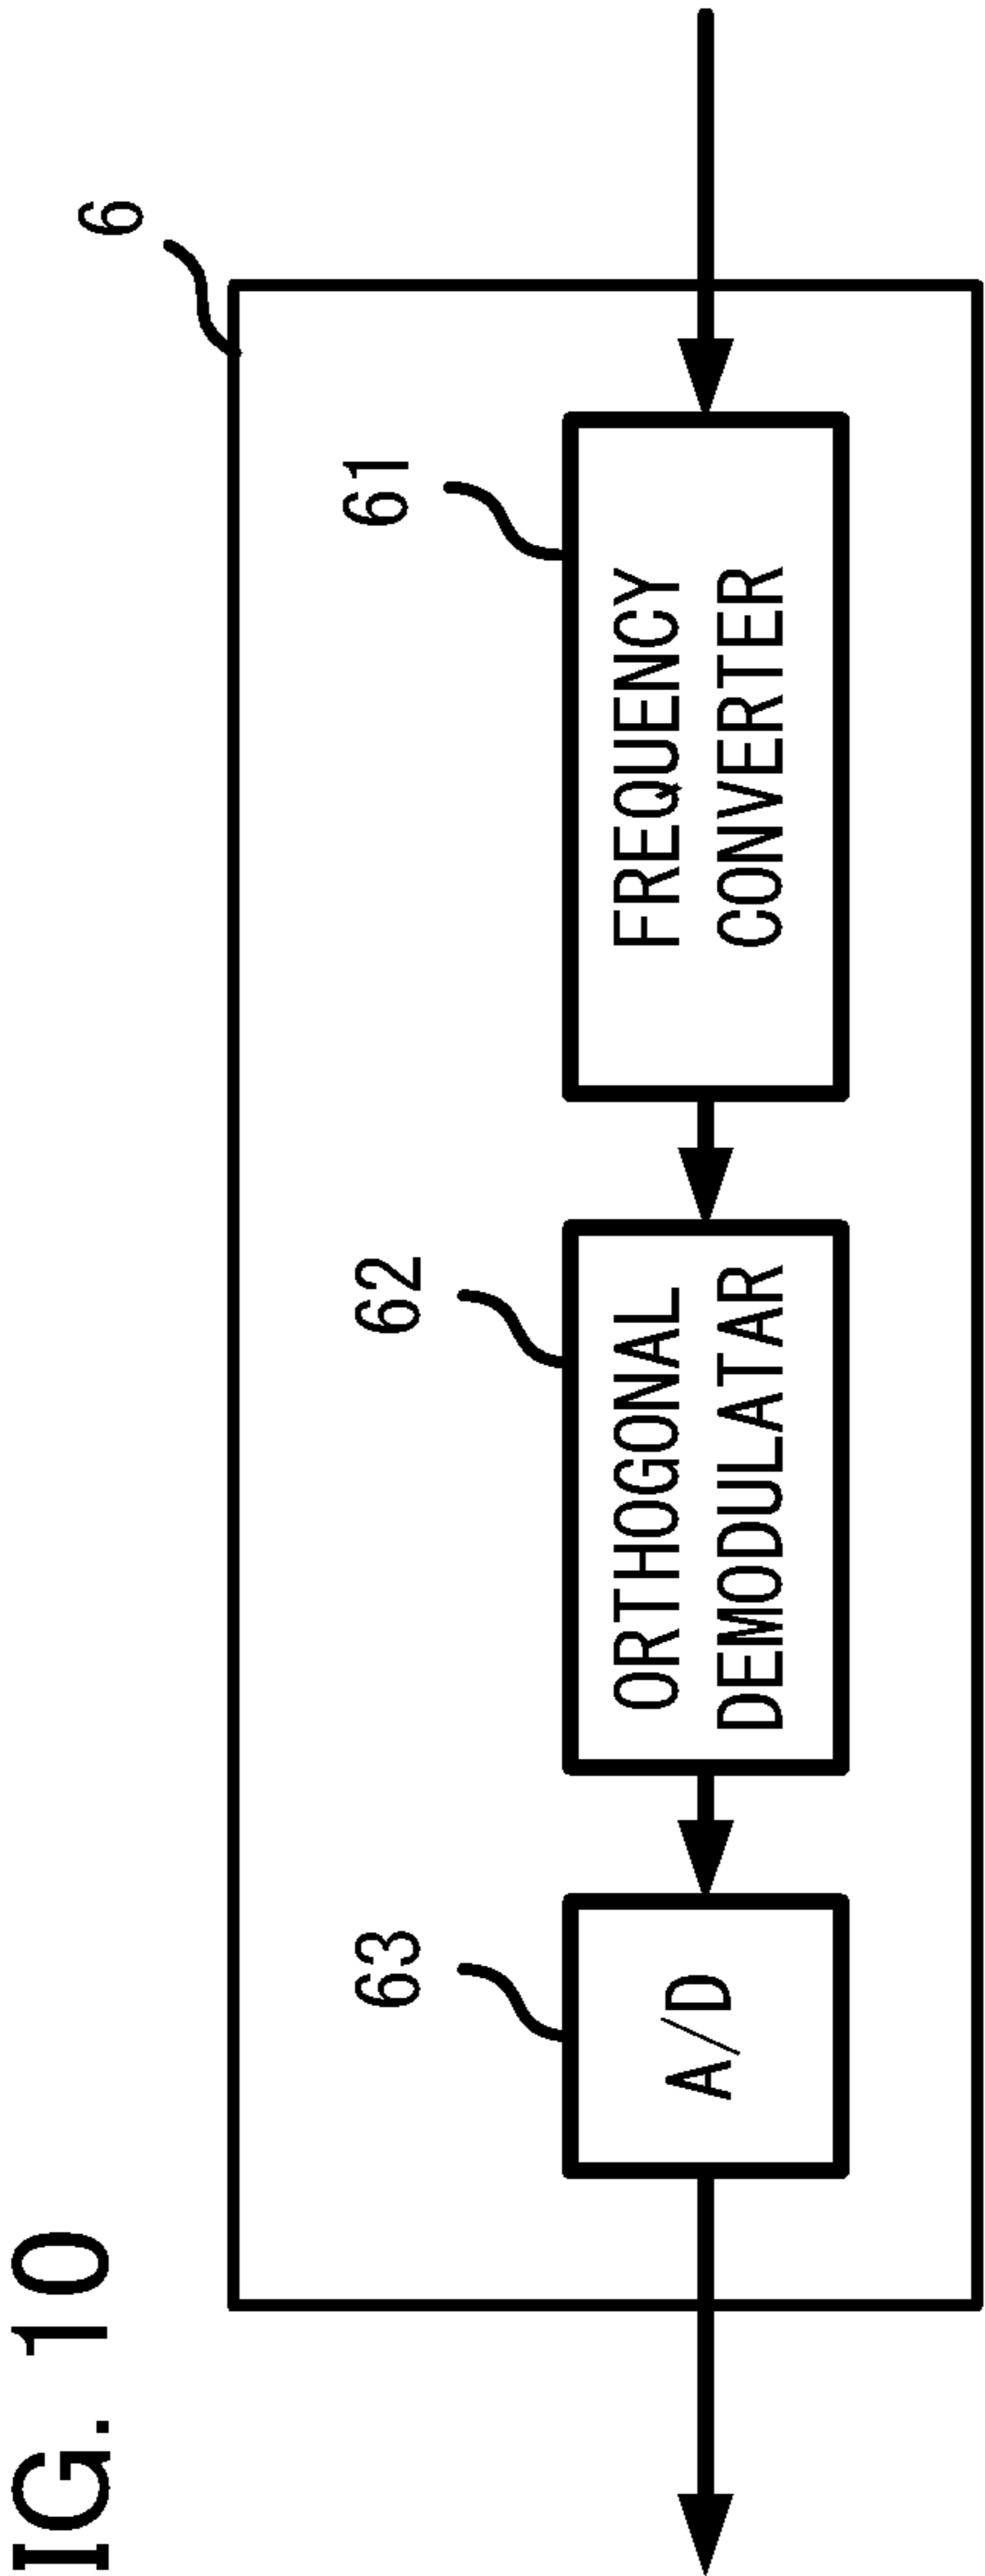 IG. 10
6
63
62
61
A/D
ORTHOGONAL
DEMODULATAR
FREQUENCY
CONVERTER